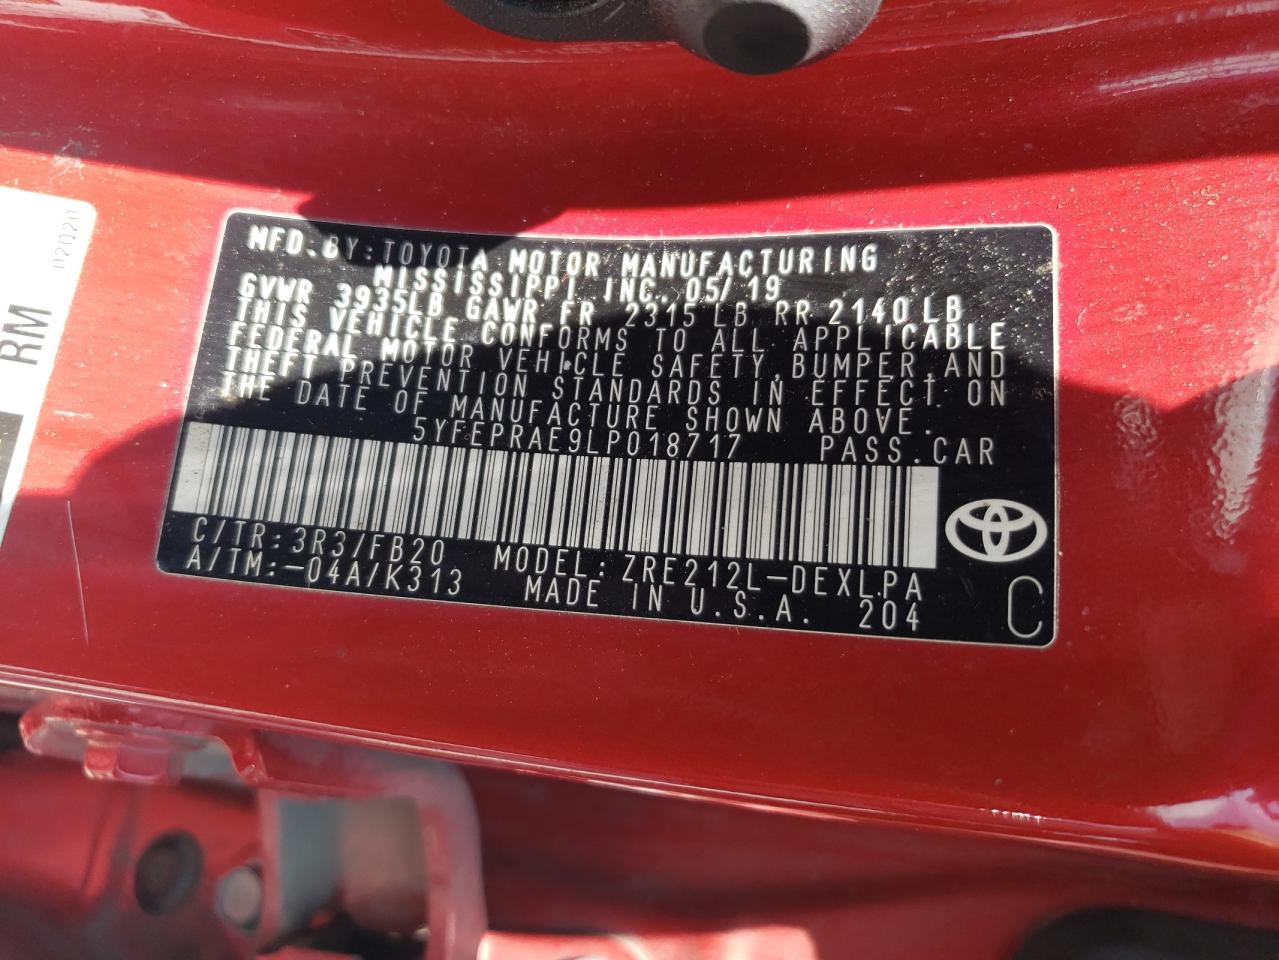 02020
RM
MFD. BY: TOYOTA MOTOR MANUFACTURING
MISSISSIPPI, INC. 05/19
GVWR 3935LB GAWR FR 2315 LB RR 2140 LB
THIS VEHICLE CONFORMS TO ALL APPLICABLE
FEDERAL MOTOR VEHICLE SAFETY, BUMPER, AND
THEFT PREVENTION STANDARDS IN EFFECT ON
THE DATE OF MANUFACTURE SHOWN ABOVE.
5YFEPRAE9LP018717 PASS.CAR
C/TR: 3R3/FB20 MODEL: ZRE212L-DEXLPA
A/TM:-04A/K313 MADE IN U.S.A. 204
C